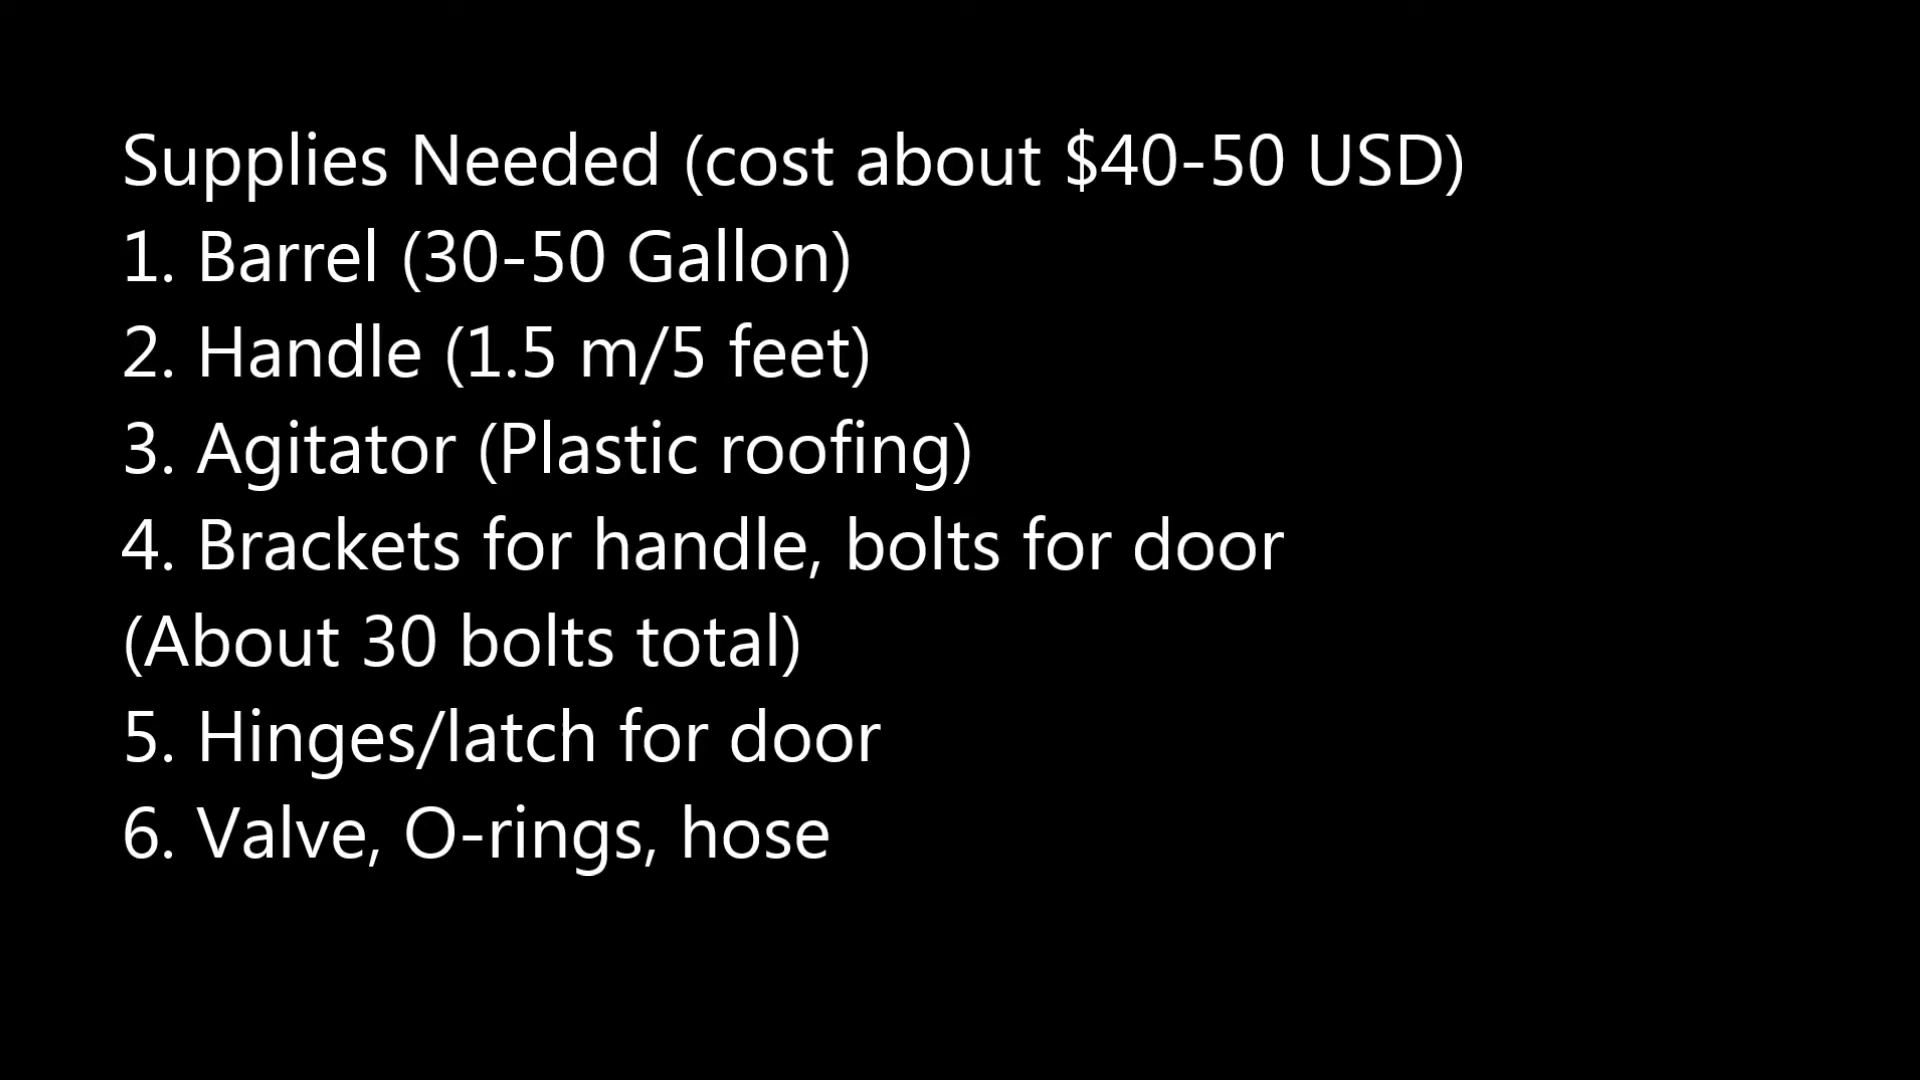 Supplies Needed (cost about $40-50 USD)
1. Barrel (30-50 Gallon)
2. Handle (1.5 m/5 feet)
3. Agitator (Plastic roofing)
4. Brackets for handle, bolts for door
(About 30 bolts total)
5. Hinges/latch for door
6. Valve, O-rings, hose